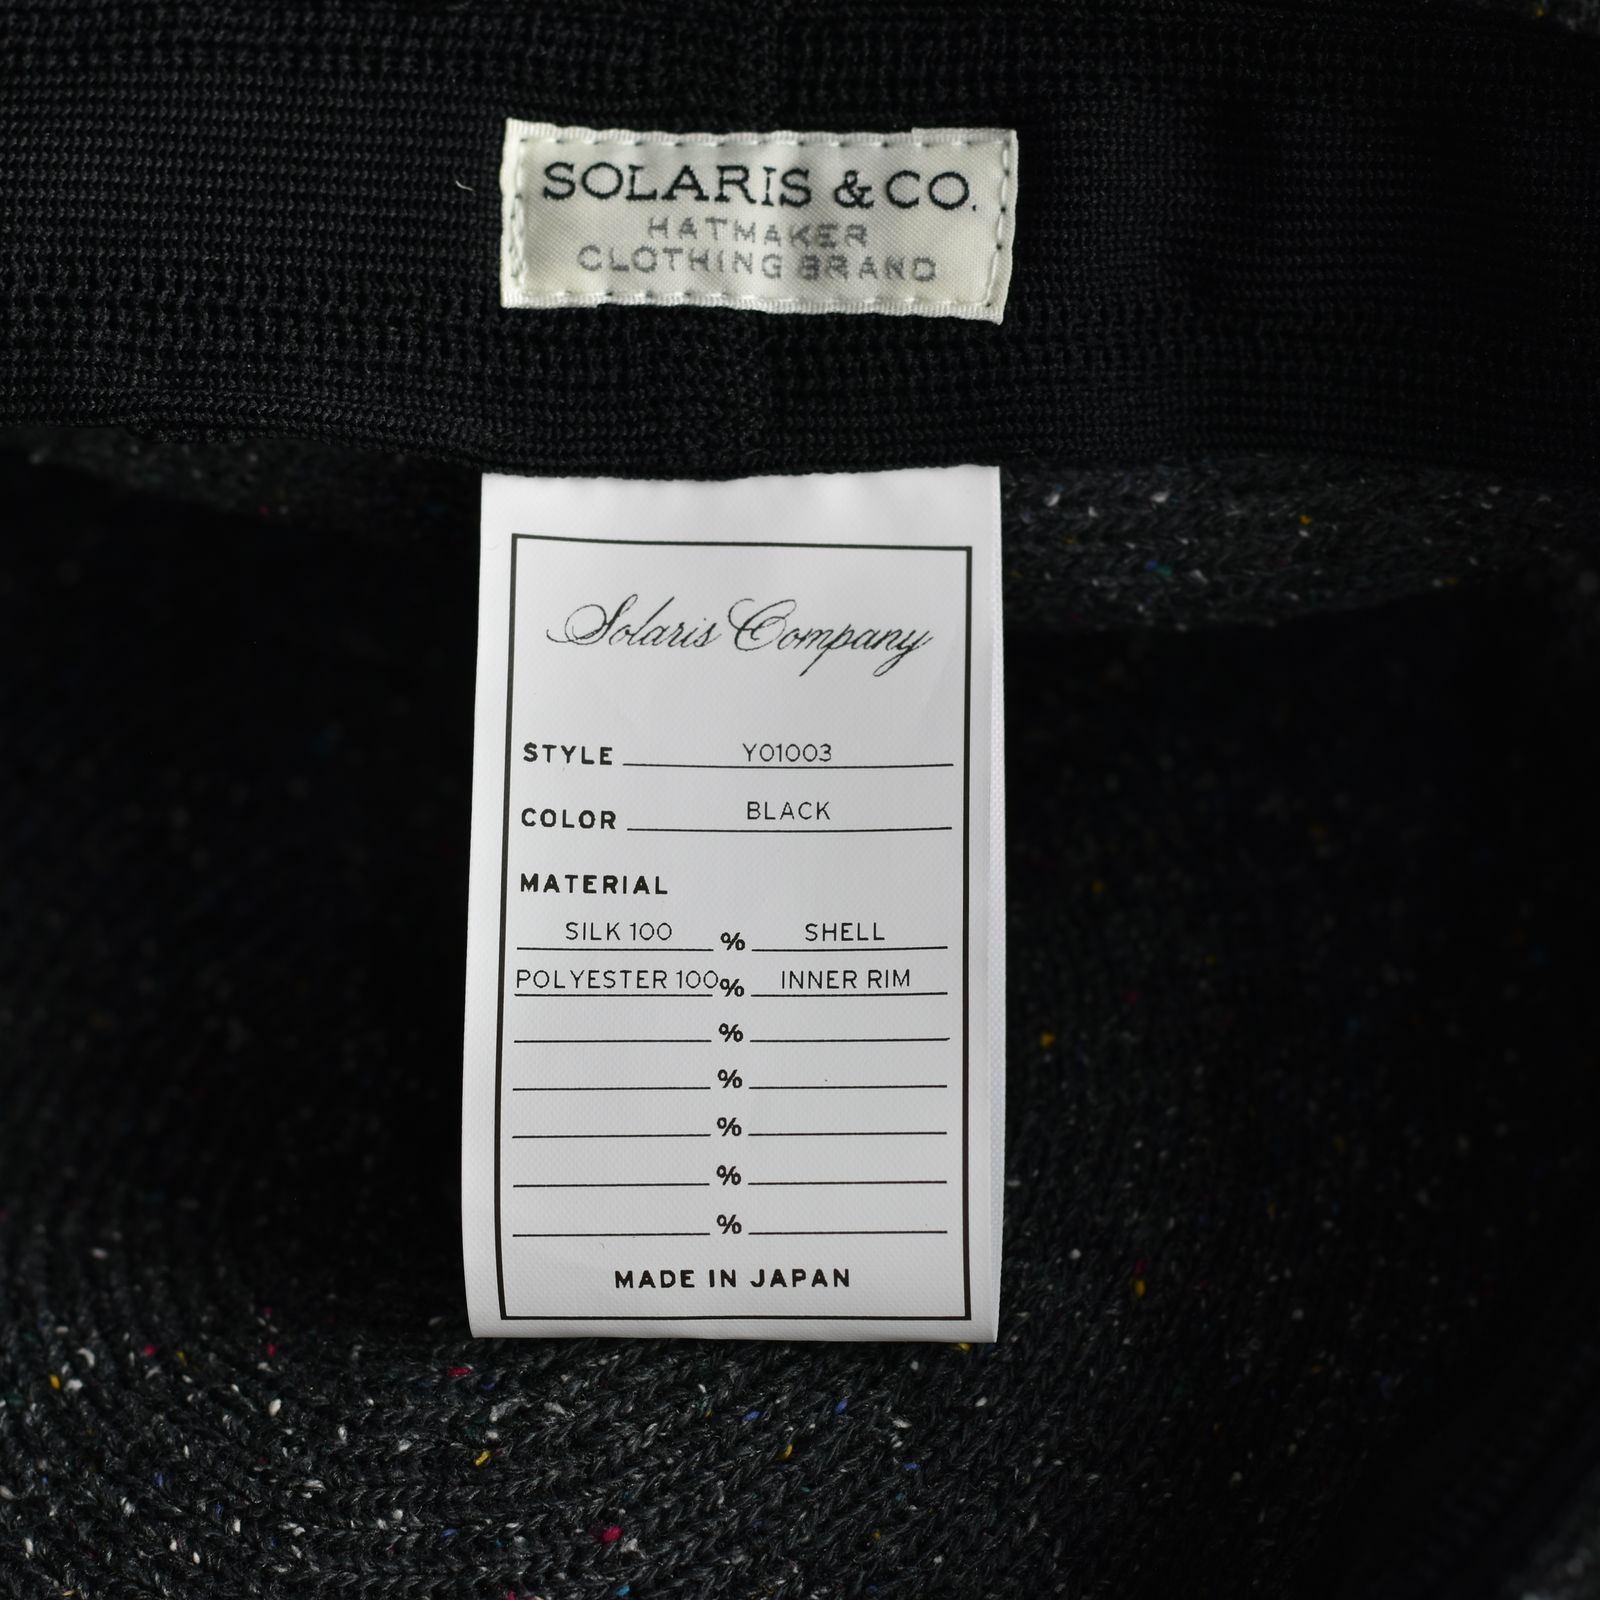 SOLARIS & CO.
HATMAKER
CLOTHING BRAND
Solaris Company
STYLE Y01003
COLOR BLACK
MATERIAL
SILK 100 % SHELL
POLYESTER 100 % INNER RIM
%
%
%
%
%
MADE IN JAPAN